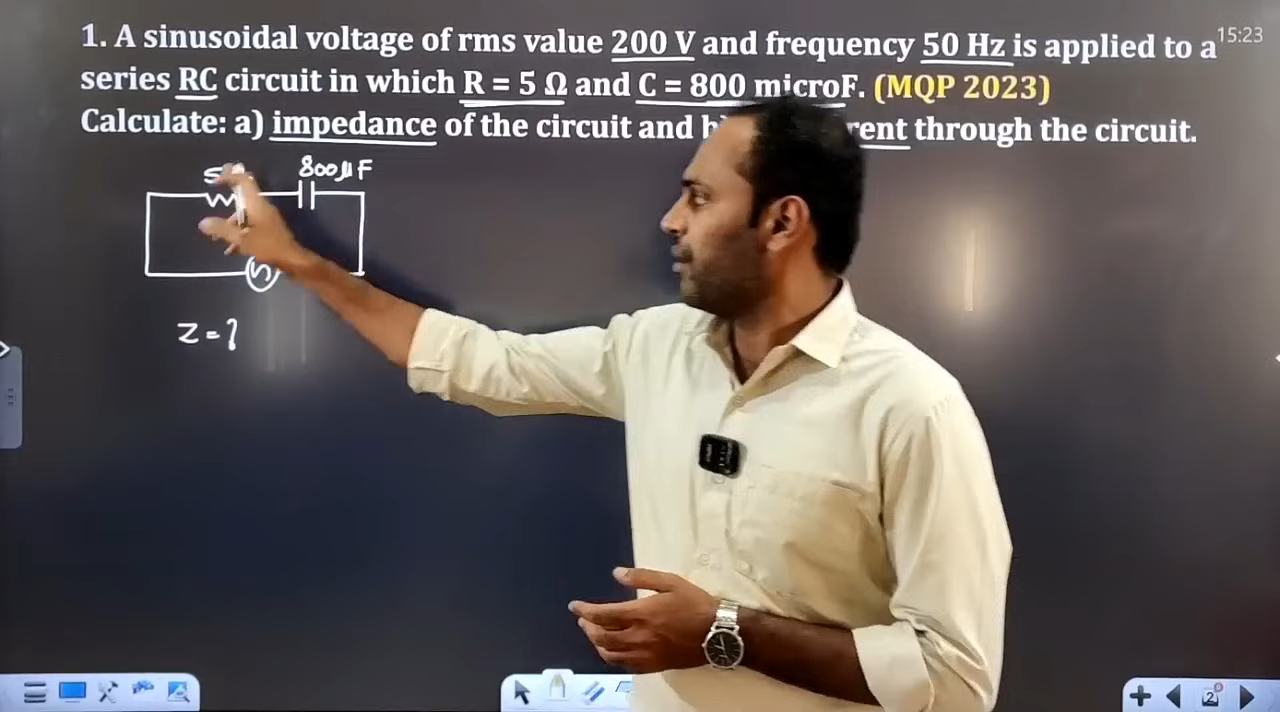 1. A sinusoidal voltage of rms value 200 V and frequency 50 Hz is applied to a
15:23
series RC circuit in which R = 5 Ω and C = 800 microF. (MQP 2023)
Calculate: a) impedance of the circuit and through the circuit.
800μF
Z = ?
2